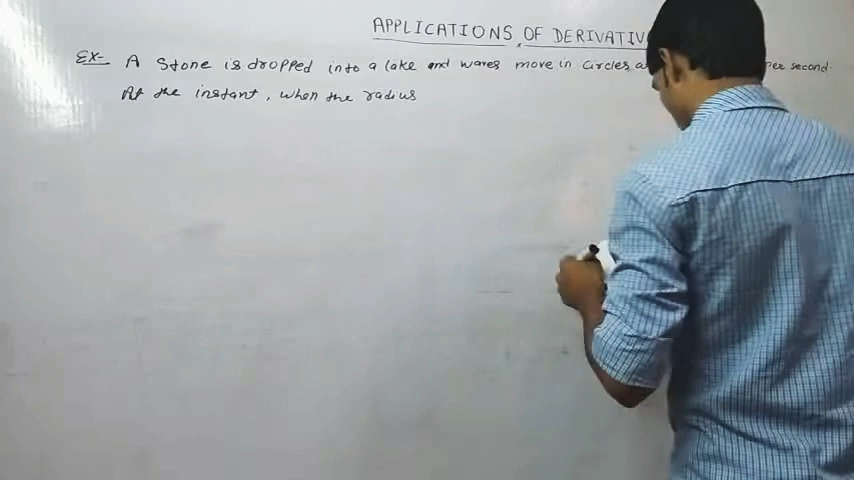 APPLICATIONS OF DERIVATIV
Ex- A Stone is dropped into a lake and waves move in Circles second.
At the instant, when the radius